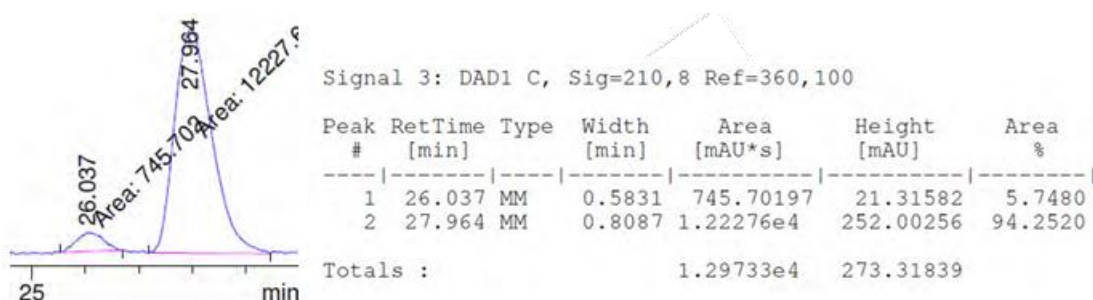 27.964
Area: 12227.6
26.037
Area: 745.702
25
min
Signal 3: DAD1 C, Sig=210,8 Ref=360,100
Peak RetTime Type Width Area Height Area
# [min] [min] [mAU*s] [mAU] %
----|-------|----|-------|----------|----------|--------|
1 26.037 MM 0.5831 745.70197 21.31582 5.7480
2 27.964 MM 0.8087 1.22276e4 252.00256 94.2520
Totals : 1.29733e4 273.31839